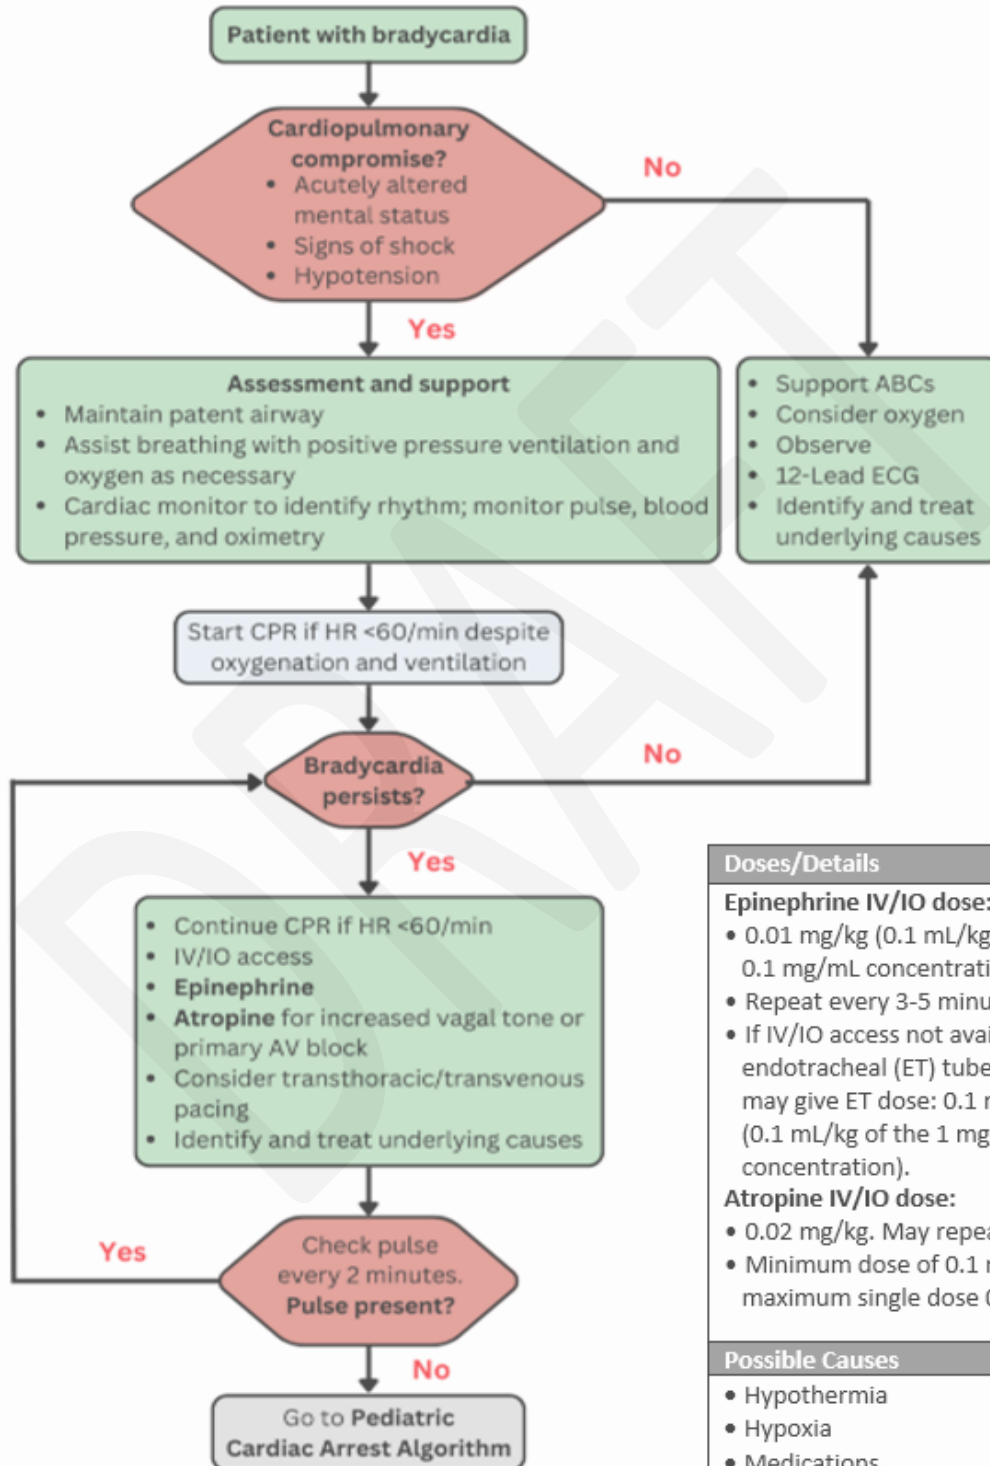 Patient with bradycardia
Cardiopulmonary
compromise?
• Acutely altered
mental status
• Signs of shock
• Hypotension
No
Yes
Assessment and support
• Maintain patent airway
• Assist breathing with positive pressure ventilation and
oxygen as necessary
• Cardiac monitor to identify rhythm; monitor pulse, blood
pressure, and oximetry
• Support ABCs
• Consider oxygen
• Observe
• 12-Lead ECG
• Identify and treat
underlying causes
Start CPR if HR <60/min despite
oxygenation and ventilation
Bradycardia
persists?
No
Yes
• Continue CPR if HR <60/min
• IV/IO access
• Epinephrine
• Atropine for increased vagal tone or
primary AV block
• Consider transthoracic/transvenous
pacing
• Identify and treat underlying causes
Check pulse
every 2 minutes.
Pulse present?
Yes
No
Go to Pediatric
Cardiac Arrest Algorithm
Doses/Details
Epinephrine IV/IO dose:
• 0.01 mg/kg (0.1 mL/kg
0.1 mg/mL
• Repeat every 3-5
• If IV/IO access not
endotracheal (ET) tube
may give ET dose: 0.1
(0.1 mL/kg of the 1
concentration).
Atropine IV/IO dose:
• 0.02 mg/kg. May
• Minimum dose of 0.1
maximum single dose
Possible Causes
• Hypothermia
• Hypoxia
• Medications
DRAFT